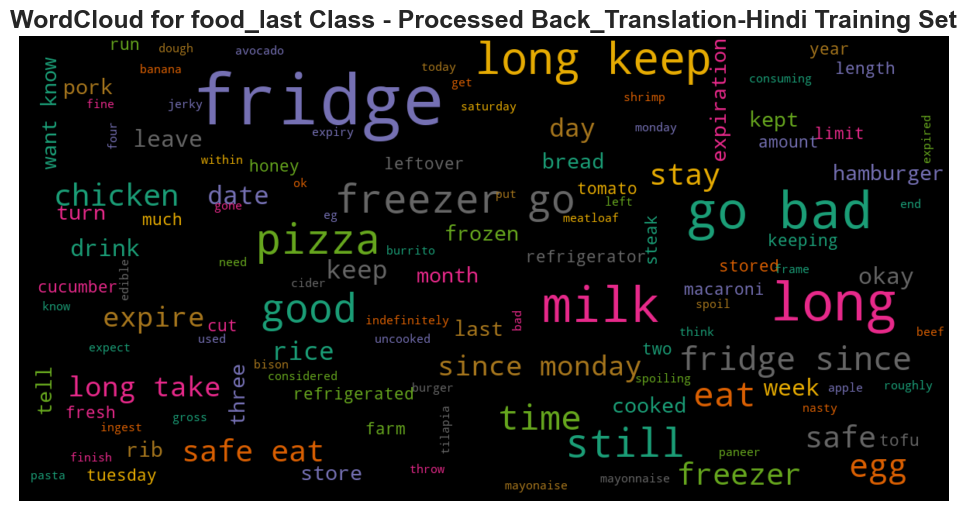 WordCloud for food_last Class - Processed Back_Translation-Hindi Training Set
run
dough
avocado
long keep
year
banana
today
get
length
want know
pork
fridge
consuming
fine
jerky
saturday
shrimp
expiration
four
expiry
day
monday
kept
limit
expired
leave
amount
within
honey
leftover
bread
hamburger
chicken
ok
date
freezer
put
go
tomato
stay
left
end
turn
much
gone
eg
meatloaf
go bad
drink
pizza
burrito
frozen
steak
keeping
edible
need
keep
month
refrigerator
stored
frame
okay
cucumber
cider
macaroni
know
good
milk
spoil
long
expire
cut
indefinitely
last
bad
think
beef
expect
used
rice
uncooked
two
fridge since
bison
considered
since monday
spoiling
tell
long take
three
refrigerated
burger
eat
week
apple
roughly
fresh
gross
time
cooked
nasty
ingest
farm
tilapia
still
safe
tofu
finish
rib
safe eat
paneer
pasta
tuesday
store
throw
mayonaise
mayonnaise
freezer
egg